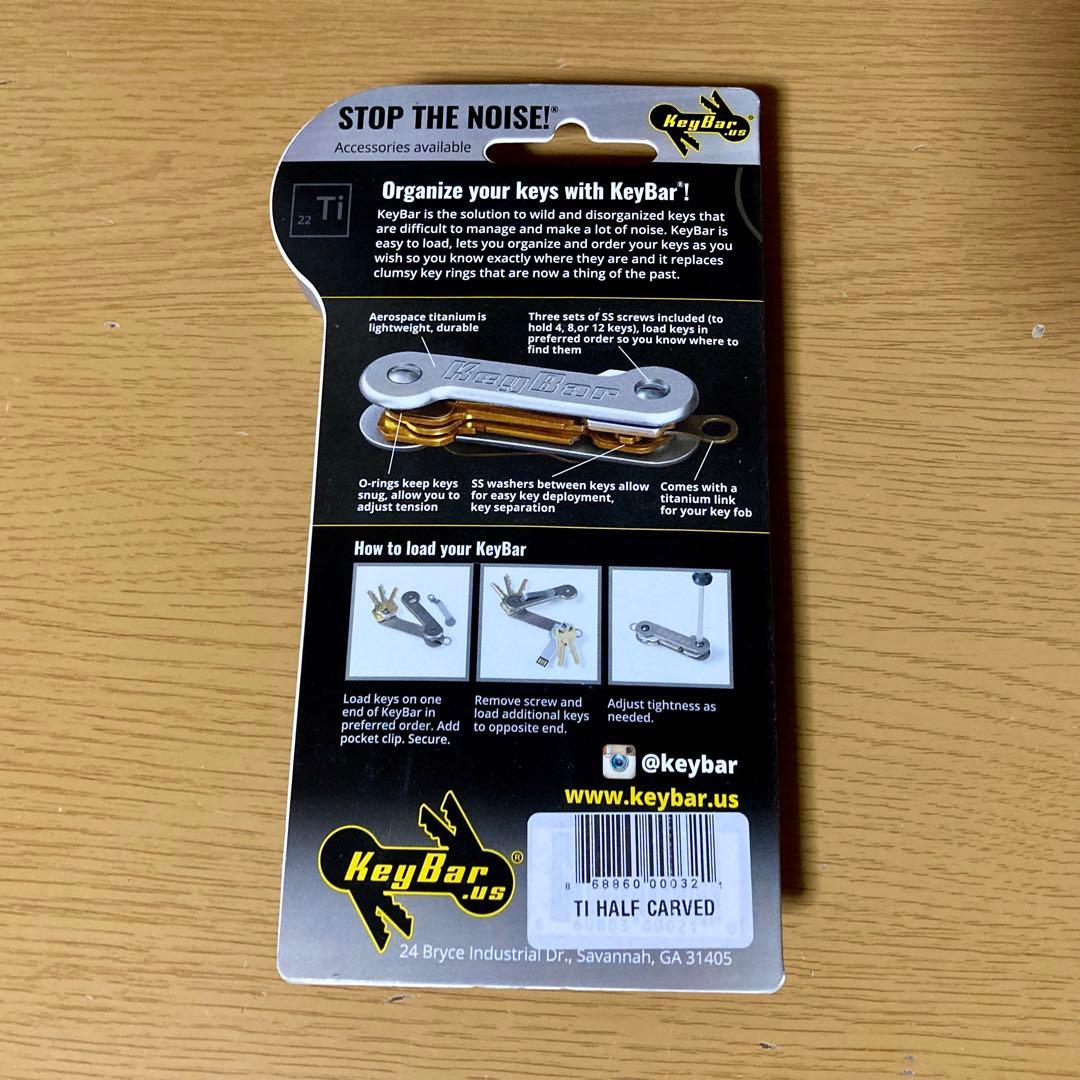 STOP THE NOISE!®
Accessories available
KeyBar
.us
22 Ti
Organize your keys with KeyBar®!
KeyBar is the solution to wild and disorganized keys that
are difficult to manage and make a lot of noise. KeyBar is
easy to load, lets you organize and order your keys as you
wish so you know exactly where they are and it replaces
clumsy key rings that are now a thing of the past.
Aerospace titanium is
lightweight, durable
Three sets of SS screws included (to
hold 4, 8,or 12 keys), load keys in
preferred order so you know where to
find them
KeyBar
O-rings keep keys
snug, allow you to
adjust tension
SS washers between keys allow
for easy key deployment,
key separation
Comes with a
titanium link
for your key fob
How to load your KeyBar
Load keys on one
end of KeyBar in
preferred order. Add
pocket clip. Secure.
Remove screw and
load additional keys
to opposite end.
Adjust tightness as
needed.
@keybar
www.keybar.us
KeyBar®
.us
8 68860 00032 1
TI HALF CARVED
24 Bryce Industrial Dr., Savannah, GA 31405